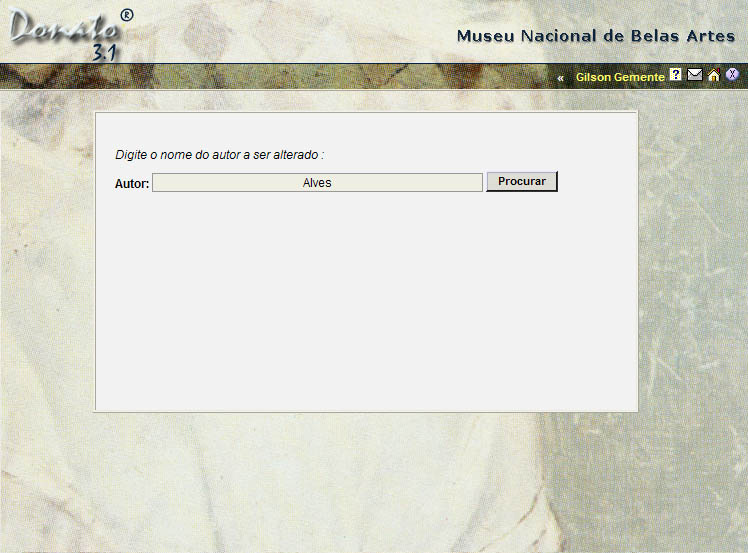 Donato®
3.1
Museu Nacional de Belas Artes
« Gilson Gemente ? X
Digite o nome do autor a ser alterado :
Autor: Alves Procurar